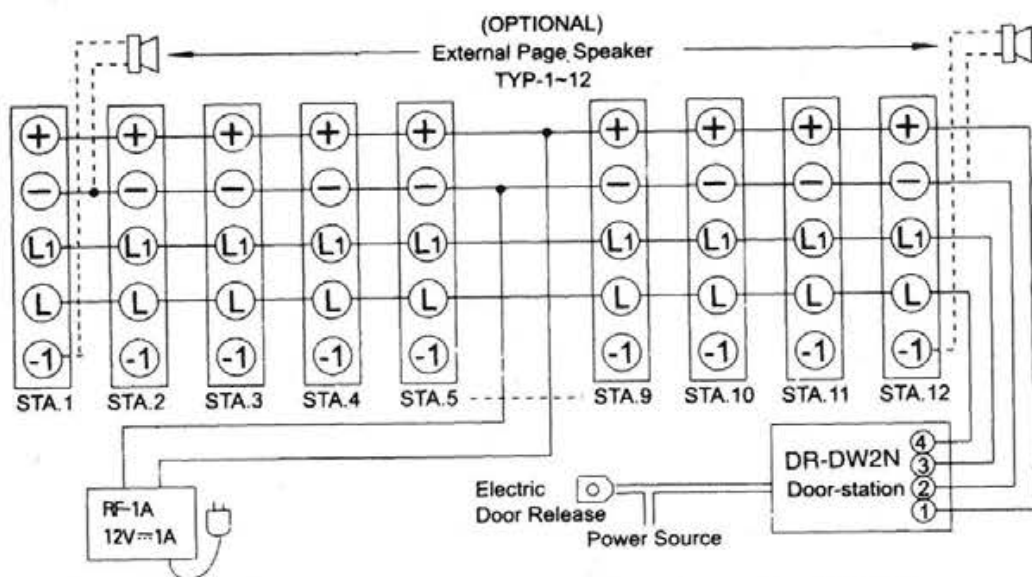 (OPTIONAL)
External Page Speaker
TYP-1~12
+ + + + + + + + +
− − − − − − − − −
L1 L1 L1 L1 L1 L1 L1 L1 L1
L L L L L L L L L
-1 -1 -1 -1 -1 -1 -1 -1 -1
STA.1 STA.2 STA.3 STA.4 STA.5 STA.9 STA.10 STA.11 STA.12
RF-1A
12V⎓1A
Electric
Door Release
Power Source
DR-DW2N
Door-station
4
3
2
1